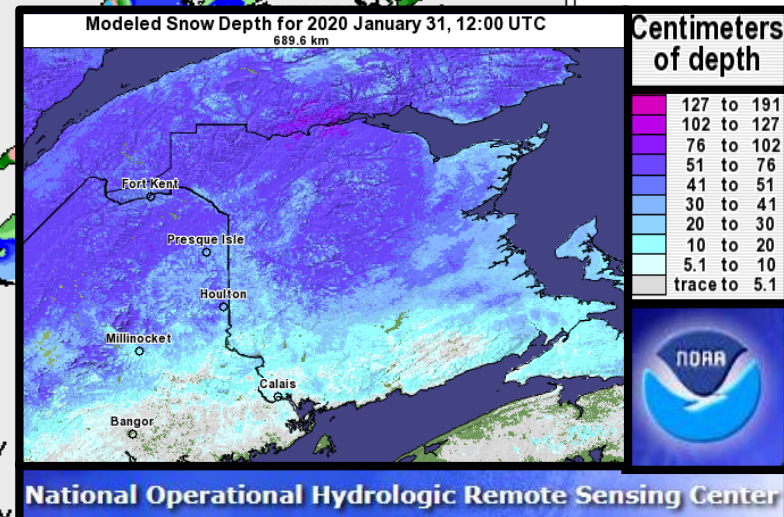 Modeled Snow Depth for 2020 January 31, 12:00 UTC
689.6 km
Centimeters
of depth
127 to 191
102 to 127
76 to 102
51 to 76
41 to 51
30 to 41
20 to 30
10 to 20
5.1 to 10
trace to 5.1
Fort Kent
Presque Isle
Houlton
Millinocket
Calais
Bangor
NOAA
National Operational Hydrologic Remote Sensing Center